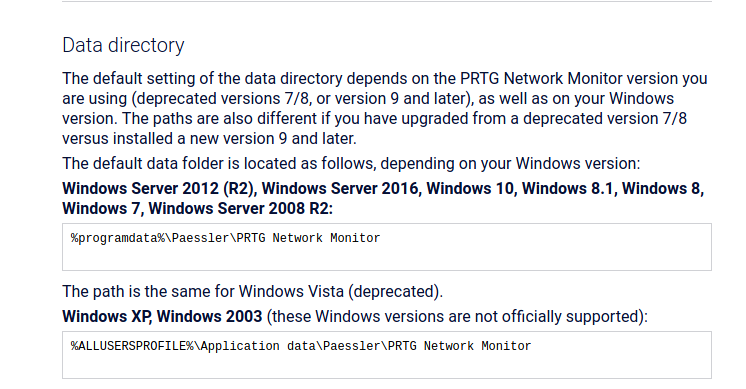 Data directory
The default setting of the data directory depends on the PRTG Network Monitor version you
are using (deprecated versions 7/8, or version 9 and later), as well as on your Windows
version. The paths are also different if you have upgraded from a deprecated version 7/8
versus installed a new version 9 and later.
The default data folder is located as follows, depending on your Windows version:
Windows Server 2012 (R2), Windows Server 2016, Windows 10, Windows 8.1, Windows 8,
Windows 7, Windows Server 2008 R2:
%programdata%\Paessler\PRTG Network Monitor
The path is the same for Windows Vista (deprecated).
Windows XP, Windows 2003 (these Windows versions are not officially supported):
%ALLUSERSPROFILE%\Application data\Paessler\PRTG Network Monitor